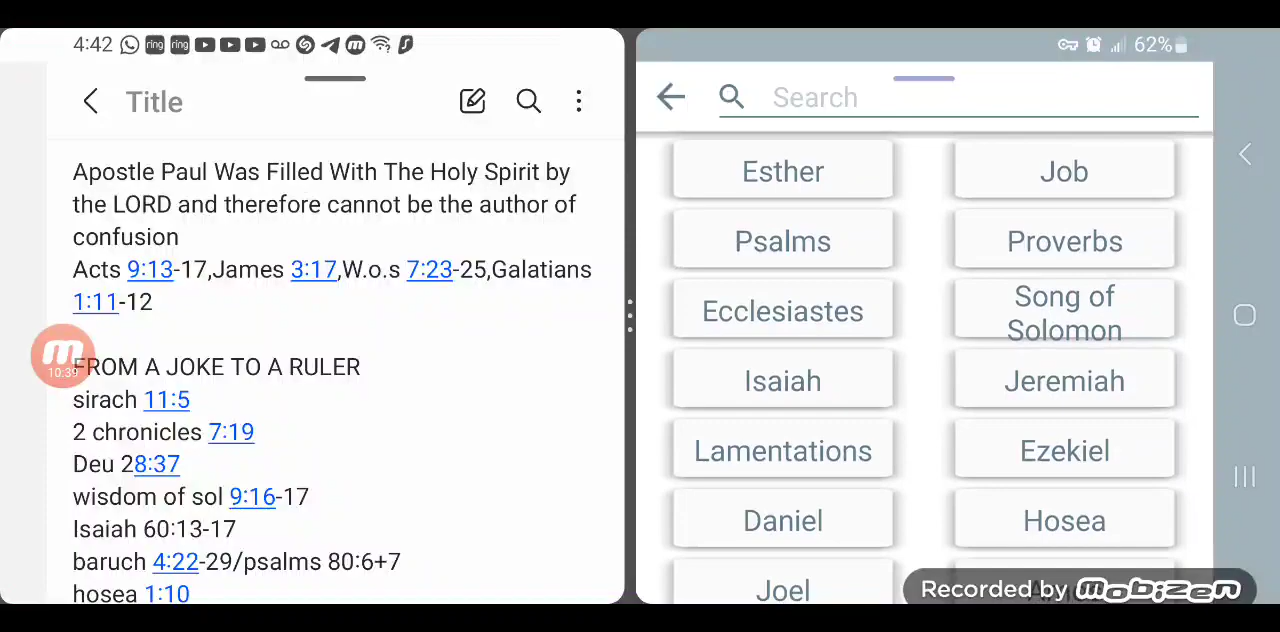 4:42
ring
ring
Title
Apostle Paul Was Filled With The Holy Spirit by
the LORD and therefore cannot be the author of
confusion
Acts 9:13-17,James 3:17,W.o.s 7:23-25,Galatians
1:11-12
10:39
FROM A JOKE TO A RULER
sirach 11:5
2 chronicles 7:19
Deu 28:37
wisdom of sol 9:16-17
Isaiah 60:13-17
baruch 4:22-29/psalms 80:6+7
hosea 1:10
62%
Search
Esther
Job
Psalms
Proverbs
Ecclesiastes
Song of
Solomon
Isaiah
Jeremiah
Lamentations
Ezekiel
Daniel
Hosea
Joel
Recorded by mobizen